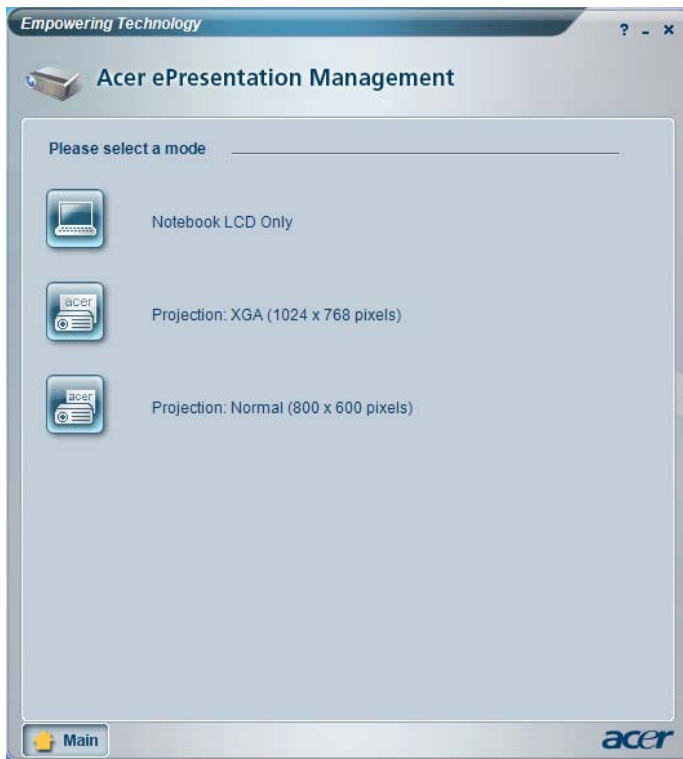 Empowering Technology
? - ×
Acer ePresentation Management
Please select a mode
Notebook LCD Only
acer
Projection: XGA (1024 x 768 pixels)
acer
Projection: Normal (800 x 600 pixels)
Main
acer